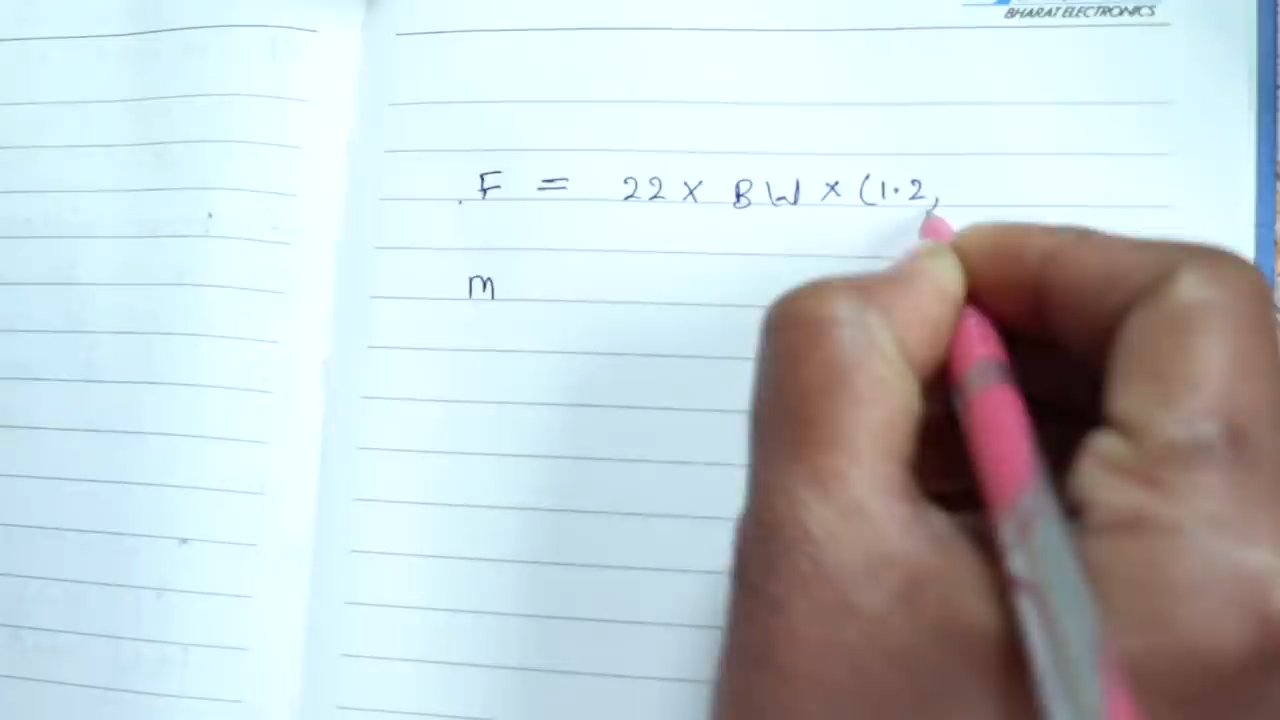 BHARAT ELECTRONICS
F = 22 X BW X (1.2,
M